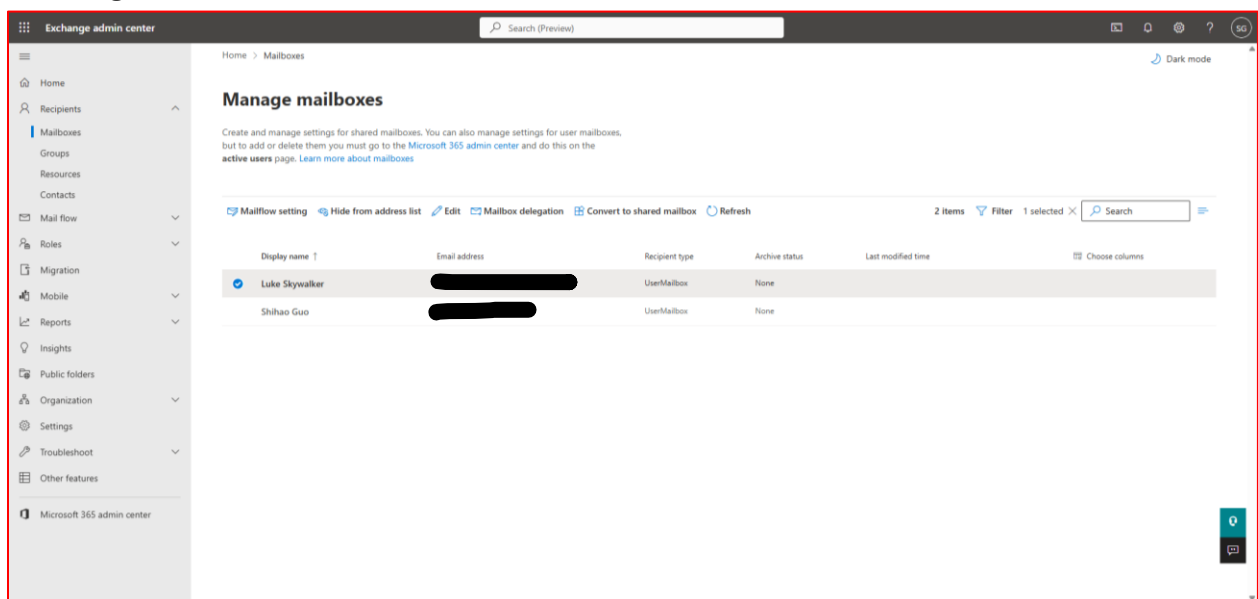 Exchange admin center
Search (Preview)
?
SG
Home > Mailboxes
Dark mode
Home
Recipients
Mailboxes
Groups
Resources
Contacts
Mail flow
Roles
Migration
Mobile
Reports
Insights
Public folders
Organization
Settings
Troubleshoot
Other features
Microsoft 365 admin center
Manage mailboxes
Create and manage settings for shared mailboxes. You can also manage settings for user mailboxes,
but to add or delete them you must go to the Microsoft 365 admin center and do this on the
active users page. Learn more about mailboxes
Mailflow setting Hide from address list Edit Mailbox delegation Convert to shared mailbox Refresh 2 items Filter 1 selected Search
Display name ↑ Email address Recipient type Archive status Last modified time Choose columns
Luke Skywalker UserMailbox None
Shihao Guo UserMailbox None